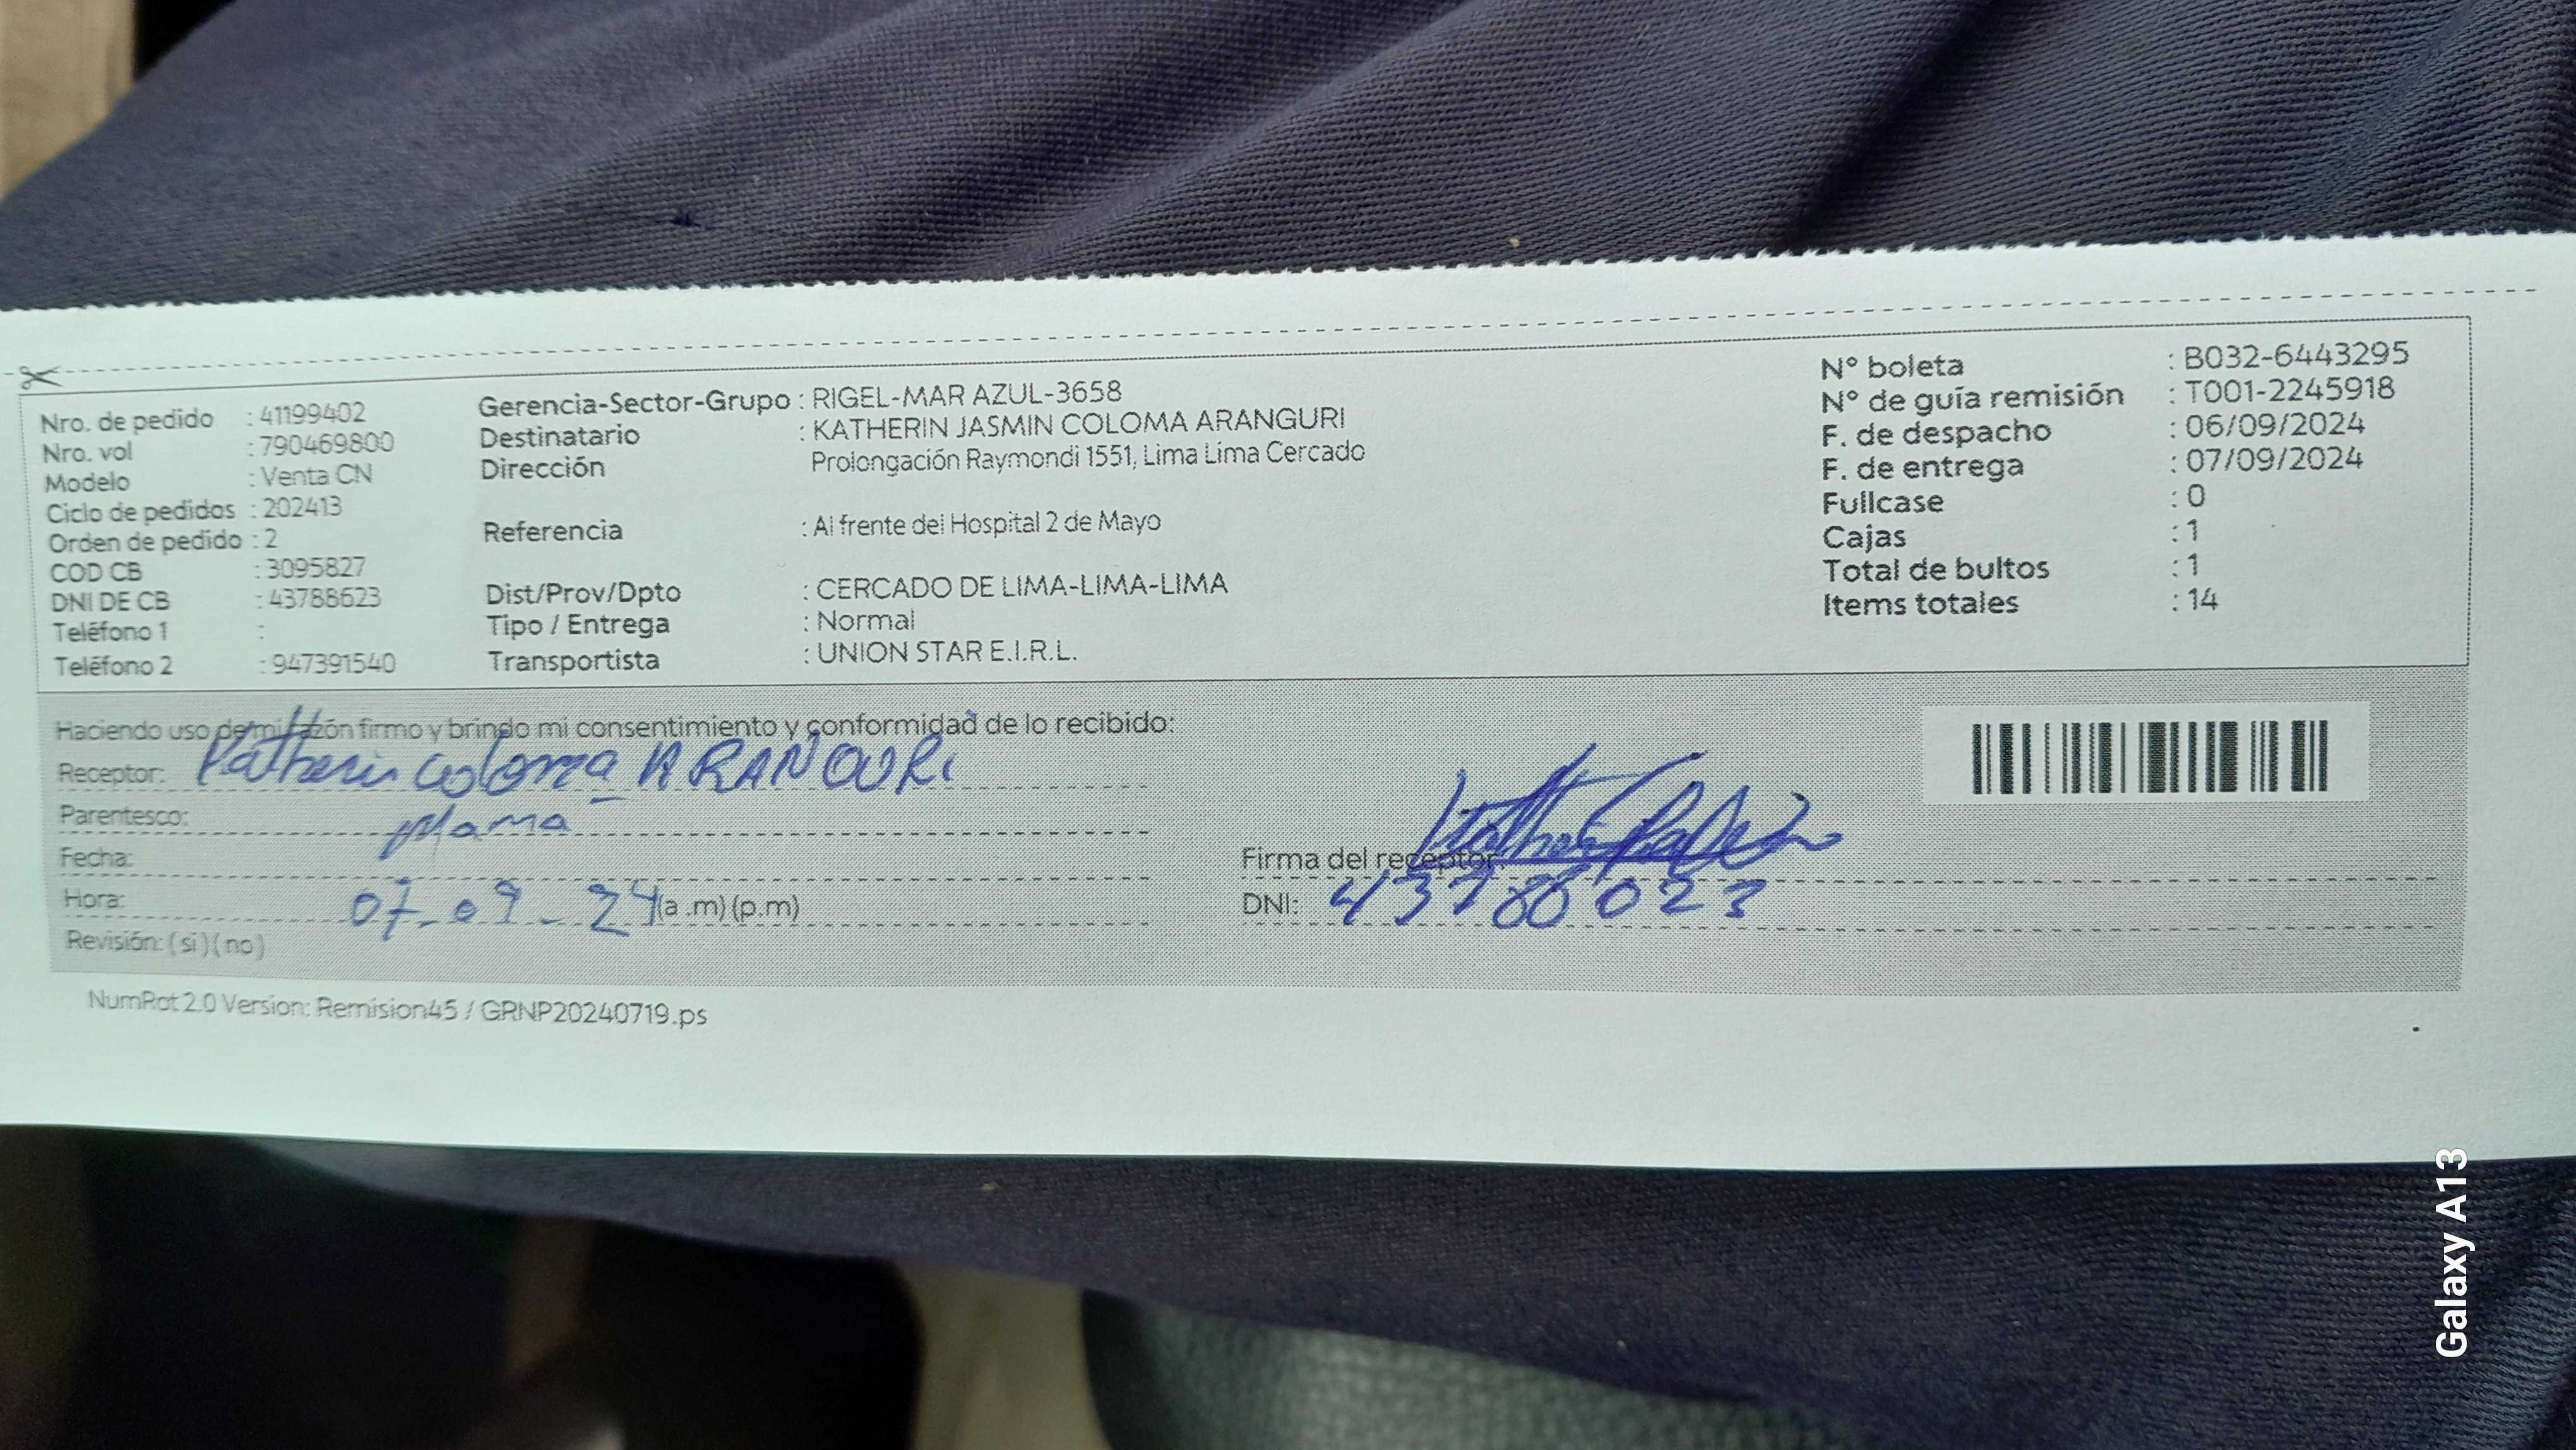 Nro. de pedido : 41199402
Nro. vol : 790469800
Modelo : Venta CN
Ciclo de pedidos : 202413
Orden de pedido : 2
COD CB : 3095827
DNI DE CB : 43788623
Teléfono 1 :
Teléfono 2 : 947391540
Gerencia-Sector-Grupo : RIGEL-MAR AZUL-3658
Destinatario : KATHERIN JASMIN COLOMA ARANGURI
Dirección Prolongación Raymondi 1551, Lima Lima Cercado
Referencia : Al frente del Hospital 2 de Mayo
Dist/Prov/Dpto : CERCADO DE LIMA-LIMA-LIMA
Tipo / Entrega : Normal
Transportista : UNION STAR E.I.R.L.
N° boleta : B032-6443295
N° de guía remisión : T001-2245918
F. de despacho : 06/09/2024
F. de entrega : 07/09/2024
Fullcase : 0
Cajas : 1
Total de bultos : 1
Items totales : 14
Haciendo uso de mi razón firmo y brindo mi consentimiento y conformidad de lo recibido:
Receptor: Katherin Coloma
Parentesco: Mama
Fecha:
Hora: 07-09-24 (a.m) (p.m)
Revisión: (si) (no)
Firma del receptor
DNI:
NumRot 2.0 Version: Remision45 / GRNP20240719.ps
Galaxy A13